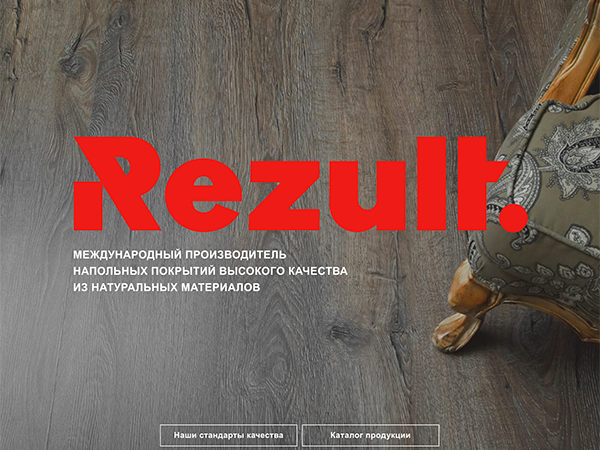 Rezult.
МЕЖДУНАРОДНЫЙ ПРОИЗВОДИТЕЛЬ
НАПОЛЬНЫХ ПОКРЫТИЙ ВЫСОКОГО КАЧЕСТВА
ИЗ НАТУРАЛЬНЫХ МАТЕРИАЛОВ
Наши стандарты качества
Каталог продукции